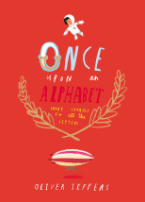 ONCE
UPON an
ALPHABET
SHORT STORIES
FOR all THE
LETTERS
OLIVER JEFFERS